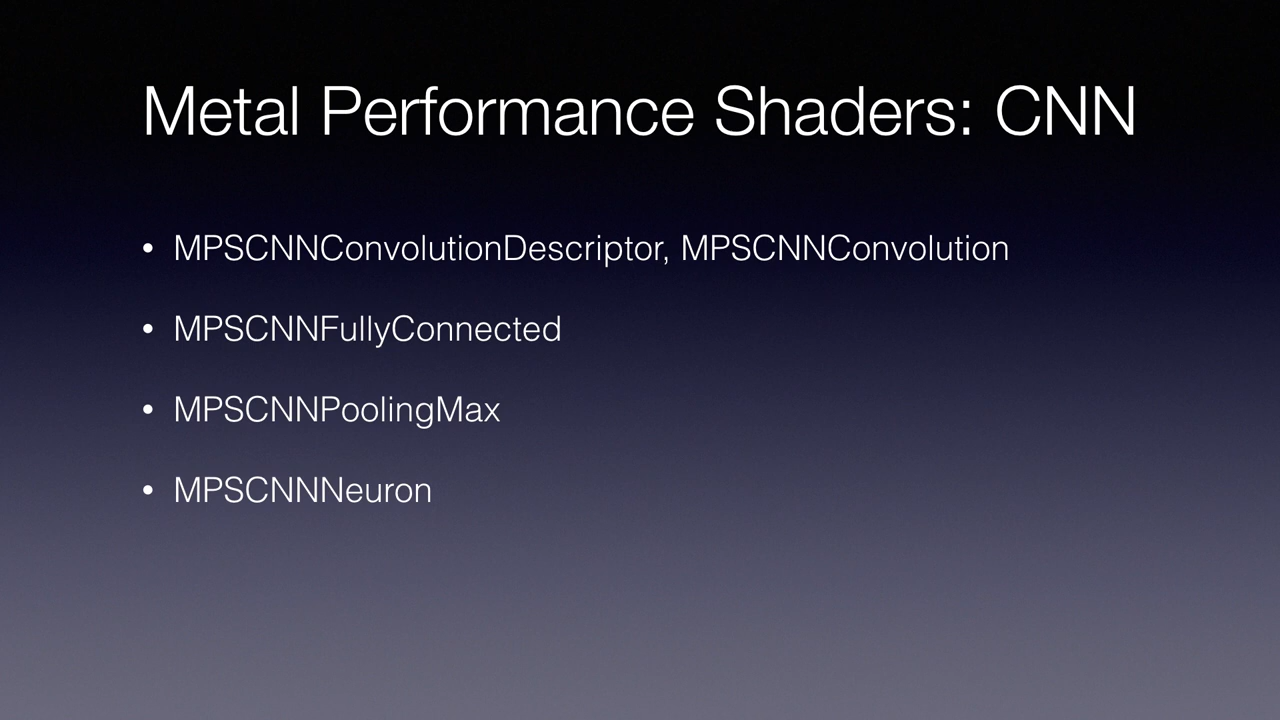 Metal Performance Shaders: CNN
• MPSCNNConvolutionDescriptor, MPSCNNConvolution
• MPSCNNFullyConnected
• MPSCNNPoolingMax
• MPSCNNNeuron